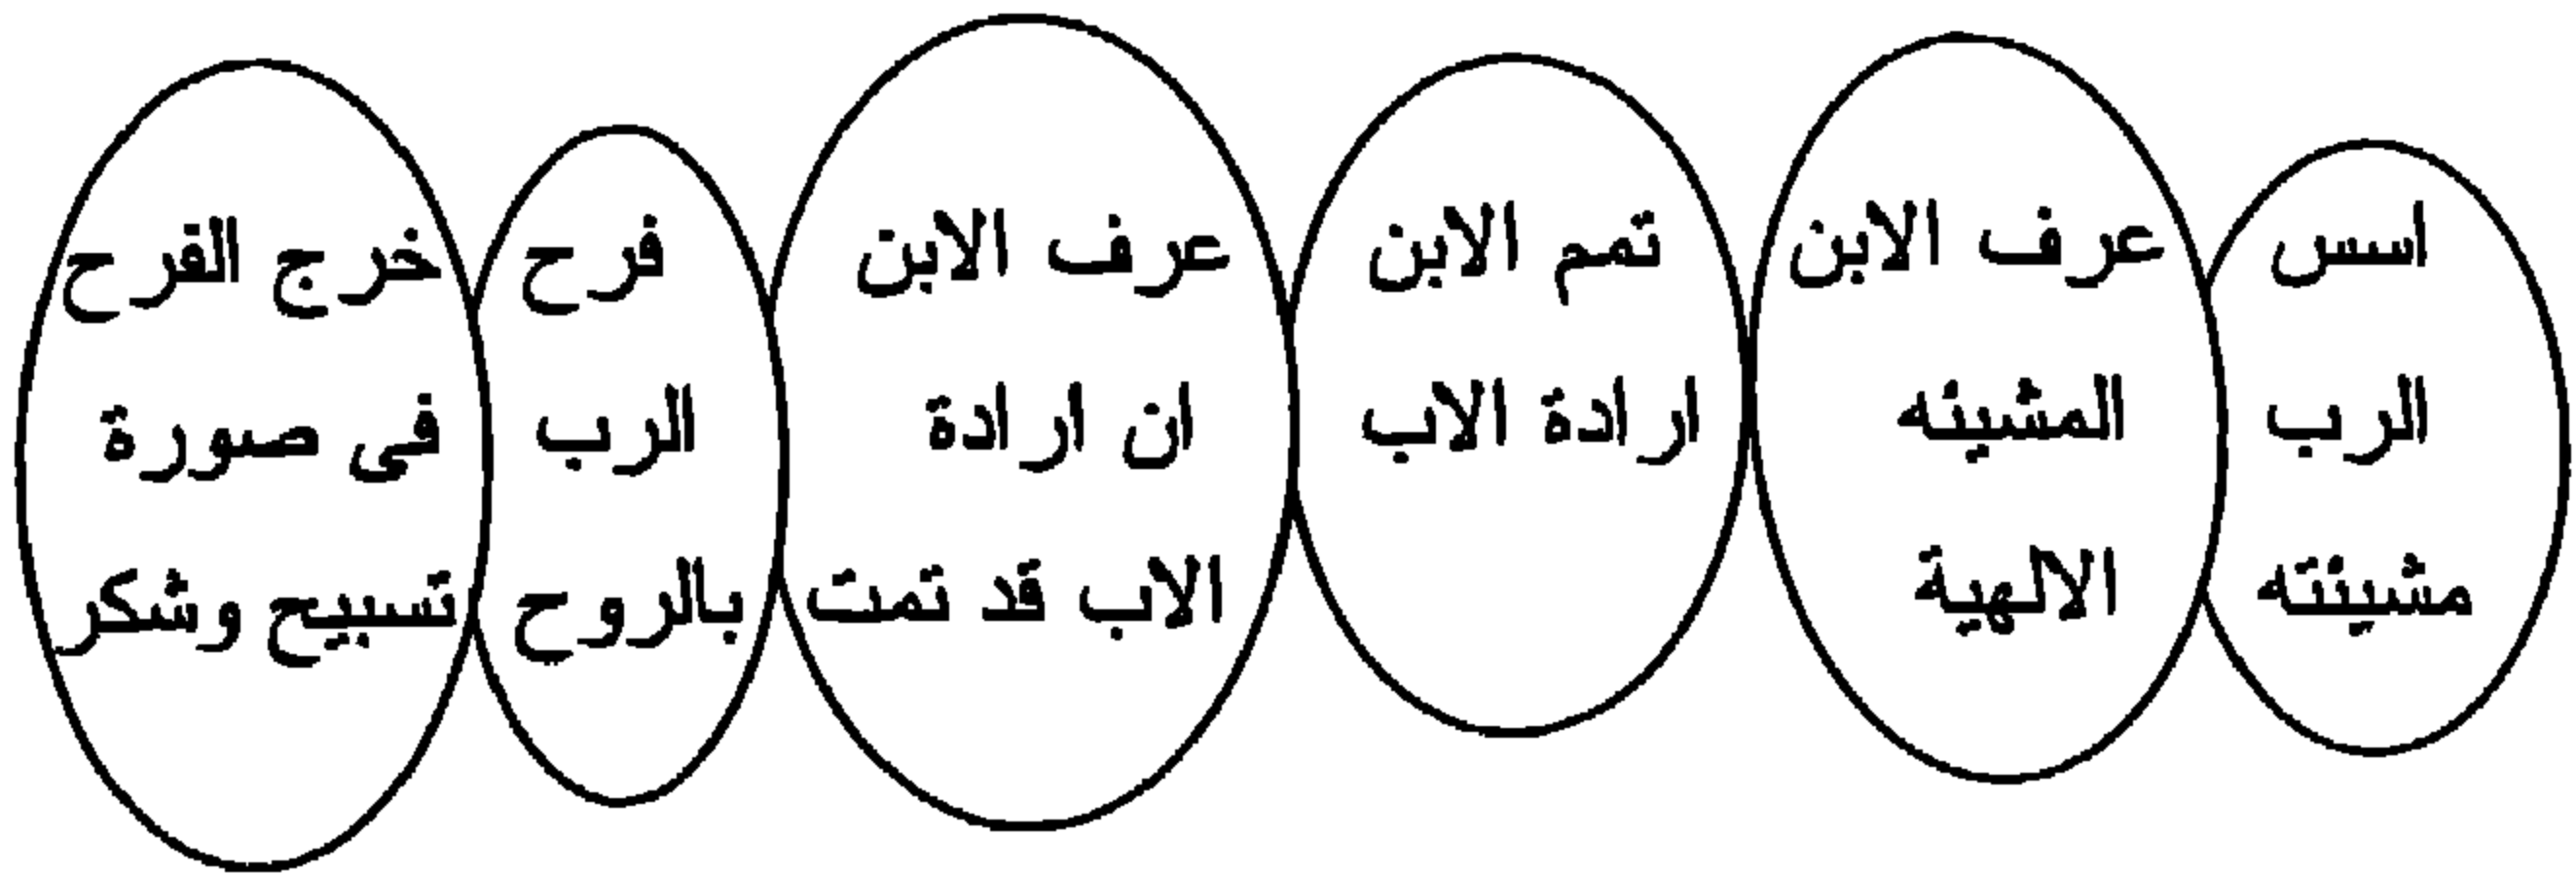 اسس
الرب
مشيئته
عرف الابن
المشيئه
الالهية
تمم الابن
ارادة الاب
عرف الابن
ان ارادة
الاب قد تمت
فرح
الرب
بالروح
خرج الفرح
فى صورة
تسبيح وشكر